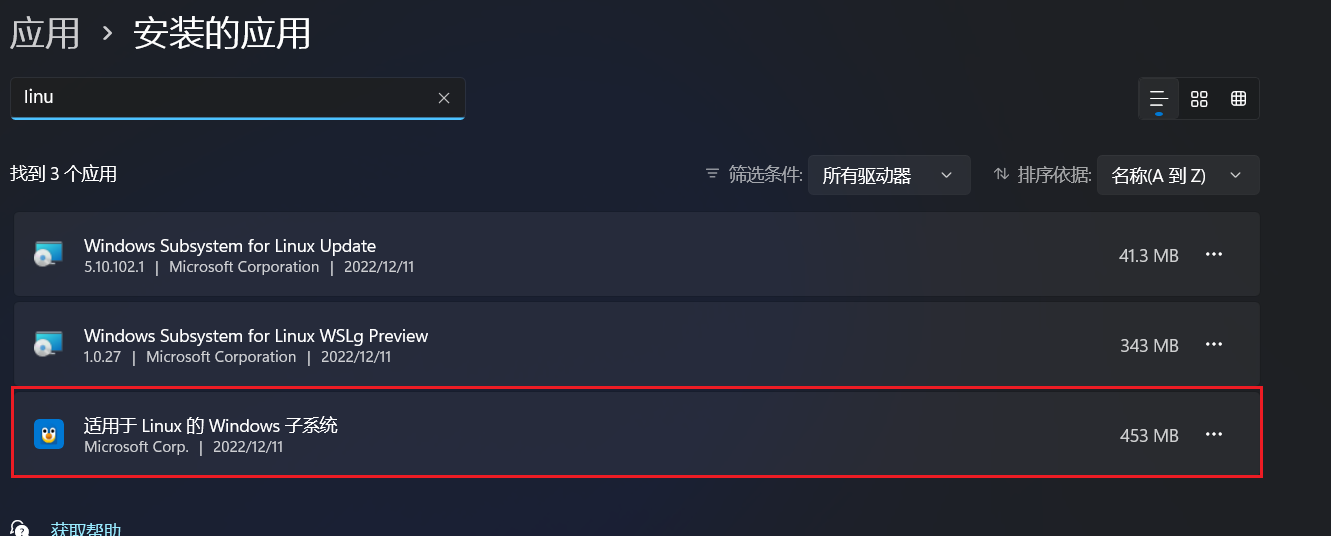 应用 › 安装的应用
linu
找到 3 个应用 筛选条件: 所有驱动器 排序依据: 名称(A 到 Z)
Windows Subsystem for Linux Update
5.10.102.1 | Microsoft Corporation | 2022/12/11 41.3 MB
Windows Subsystem for Linux WSLg Preview
1.0.27 | Microsoft Corporation | 2022/12/11 343 MB
适用于 Linux 的 Windows 子系统
Microsoft Corp. | 2022/12/11 453 MB
获取帮助